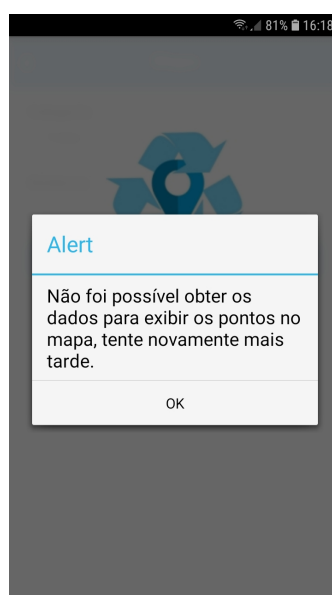 81% 16:18
Alert
Não foi possível obter os
dados para exibir os pontos no
mapa, tente novamente mais
tarde.
OK